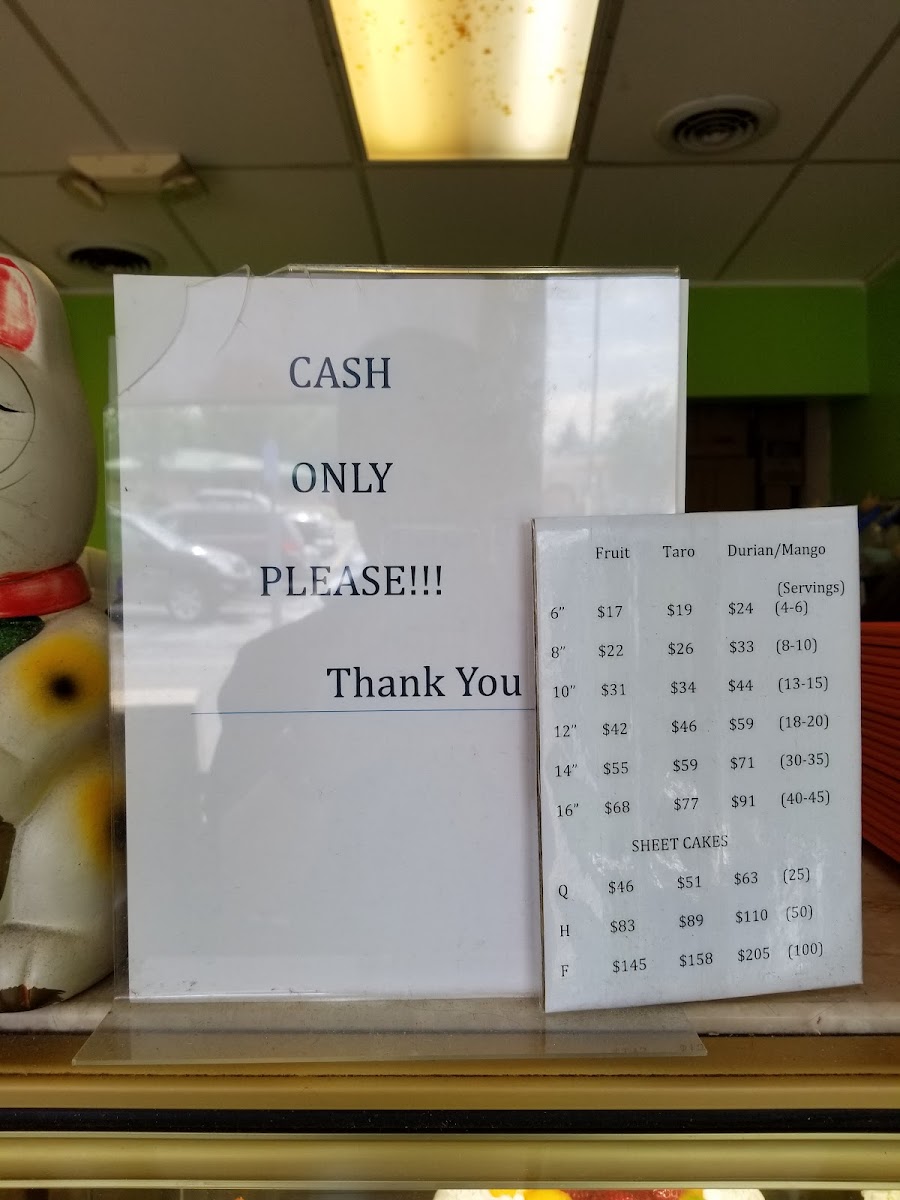 CASH
ONLY
PLEASE!!!
Thank You
Fruit Taro Durian/Mango
(Servings)
6" $17 $19 $24 (4-6)
8" $22 $26 $33 (8-10)
10" $31 $34 $44 (13-15)
12" $42 $46 $59 (18-20)
14" $55 $59 $71 (30-35)
16" $68 $77 $91 (40-45)
SHEET CAKES
Q $46 $51 $63 (25)
H $83 $89 $110 (50)
F $145 $158 $205 (100)